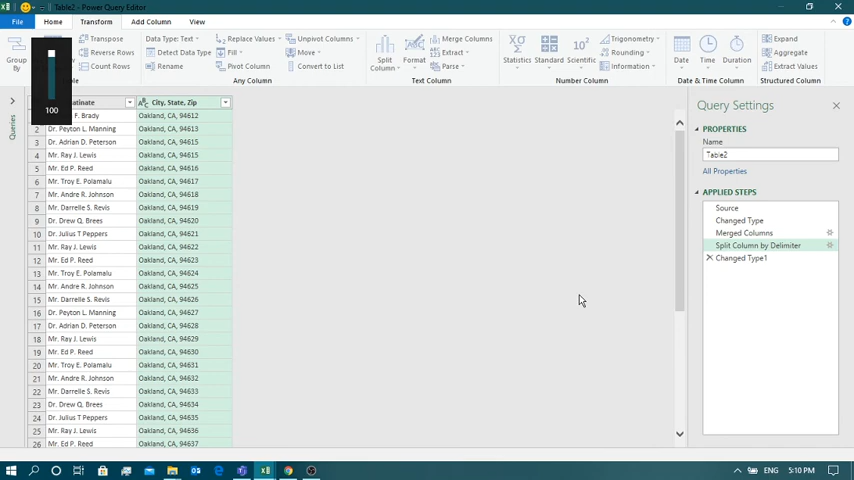 Table2 - Power Query Editor
File Home Transform Add Column View
Group By
Transpose
Reverse Rows
Count Rows
Data Type: Text
Detect Data Type
Rename
Replace Values
Fill
Pivot Column
Unpivot Columns
Move
Convert to List
Any Column
Split Column
Format
Merge Columns
Extract
Parse
Text Column
Statistics
Standard
Scientific
Trigonometry
Rounding
Information
Number Column
Date
Time
Duration
Date & Time Column
Expand
Aggregate
Extract Values
Structured Column
100
Queries
City, State, Zip
F. Brady Oakland, CA, 94612
2 Dr. Peyton L. Manning Oakland, CA, 94613
3 Dr. Adrian D. Peterson Oakland, CA, 94615
4 Mr. Ray J. Lewis Oakland, CA, 94615
5 Mr. Ed P. Reed Oakland, CA, 94616
6 Mr. Troy E. Polamalu Oakland, CA, 94617
7 Mr. Andre R. Johnson Oakland, CA, 94618
8 Mr. Darrelle S. Revis Oakland, CA, 94619
9 Dr. Drew Q. Brees Oakland, CA, 94620
10 Dr. Julius T Peppers Oakland, CA, 94621
11 Mr. Ray J. Lewis Oakland, CA, 94622
12 Mr. Ed P. Reed Oakland, CA, 94623
13 Mr. Troy E. Polamalu Oakland, CA, 94624
14 Mr. Andre R. Johnson Oakland, CA, 94625
15 Mr. Darrelle S. Revis Oakland, CA, 94626
16 Dr. Peyton L. Manning Oakland, CA, 94627
17 Dr. Adrian D. Peterson Oakland, CA, 94628
18 Mr. Ray J. Lewis Oakland, CA, 94629
19 Mr. Ed P. Reed Oakland, CA, 94630
20 Mr. Troy E. Polamalu Oakland, CA, 94631
21 Mr. Andre R. Johnson Oakland, CA, 94632
22 Mr. Darrelle S. Revis Oakland, CA, 94633
23 Dr. Drew Q. Brees Oakland, CA, 94634
24 Dr. Julius T Peppers Oakland, CA, 94635
25 Mr. Ray J. Lewis Oakland, CA, 94636
26 Mr. Ed P. Reed Oakland, CA, 94637
Query Settings
PROPERTIES
Name
Table2
All Properties
APPLIED STEPS
Source
Changed Type
Merged Columns
Split Column by Delimiter
Changed Type1
ENG 5:10 PM